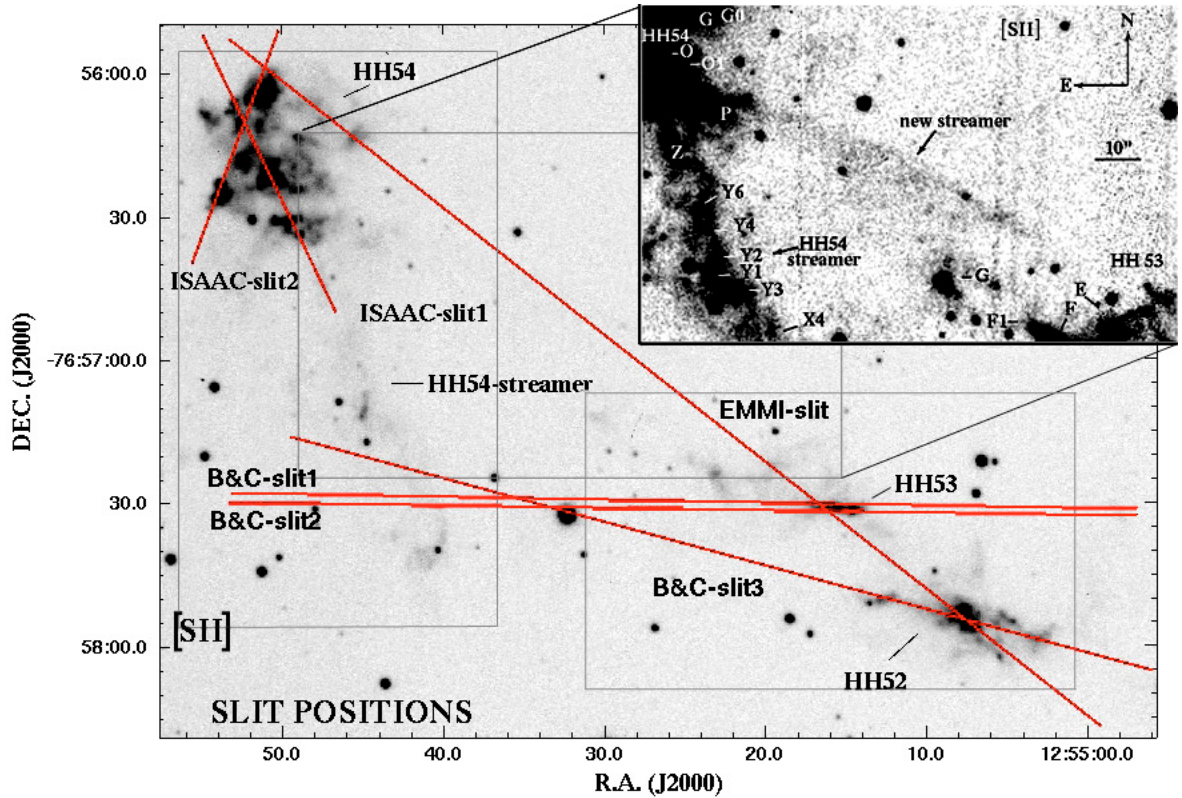 G G0
[SII]
N
HH54
O
O1
E
P
new streamer
10"
Z
Y6
Y4
HH54
streamer
Y2
Y1
Y3
X4
G
HH 53
E
F
F1
56:00.0
HH54
30.0
ISAAC-slit2
ISAAC-slit1
-76:57:00.0
HH54-streamer
EMMI-slit
B&C-slit1
30.0
HH53
B&C-slit2
B&C-slit3
[SII]
58:00.0
HH52
SLIT POSITIONS
DEC. (J2000)
50.0 40.0 30.0 20.0 10.0 12:55:00.0
R.A. (J2000)